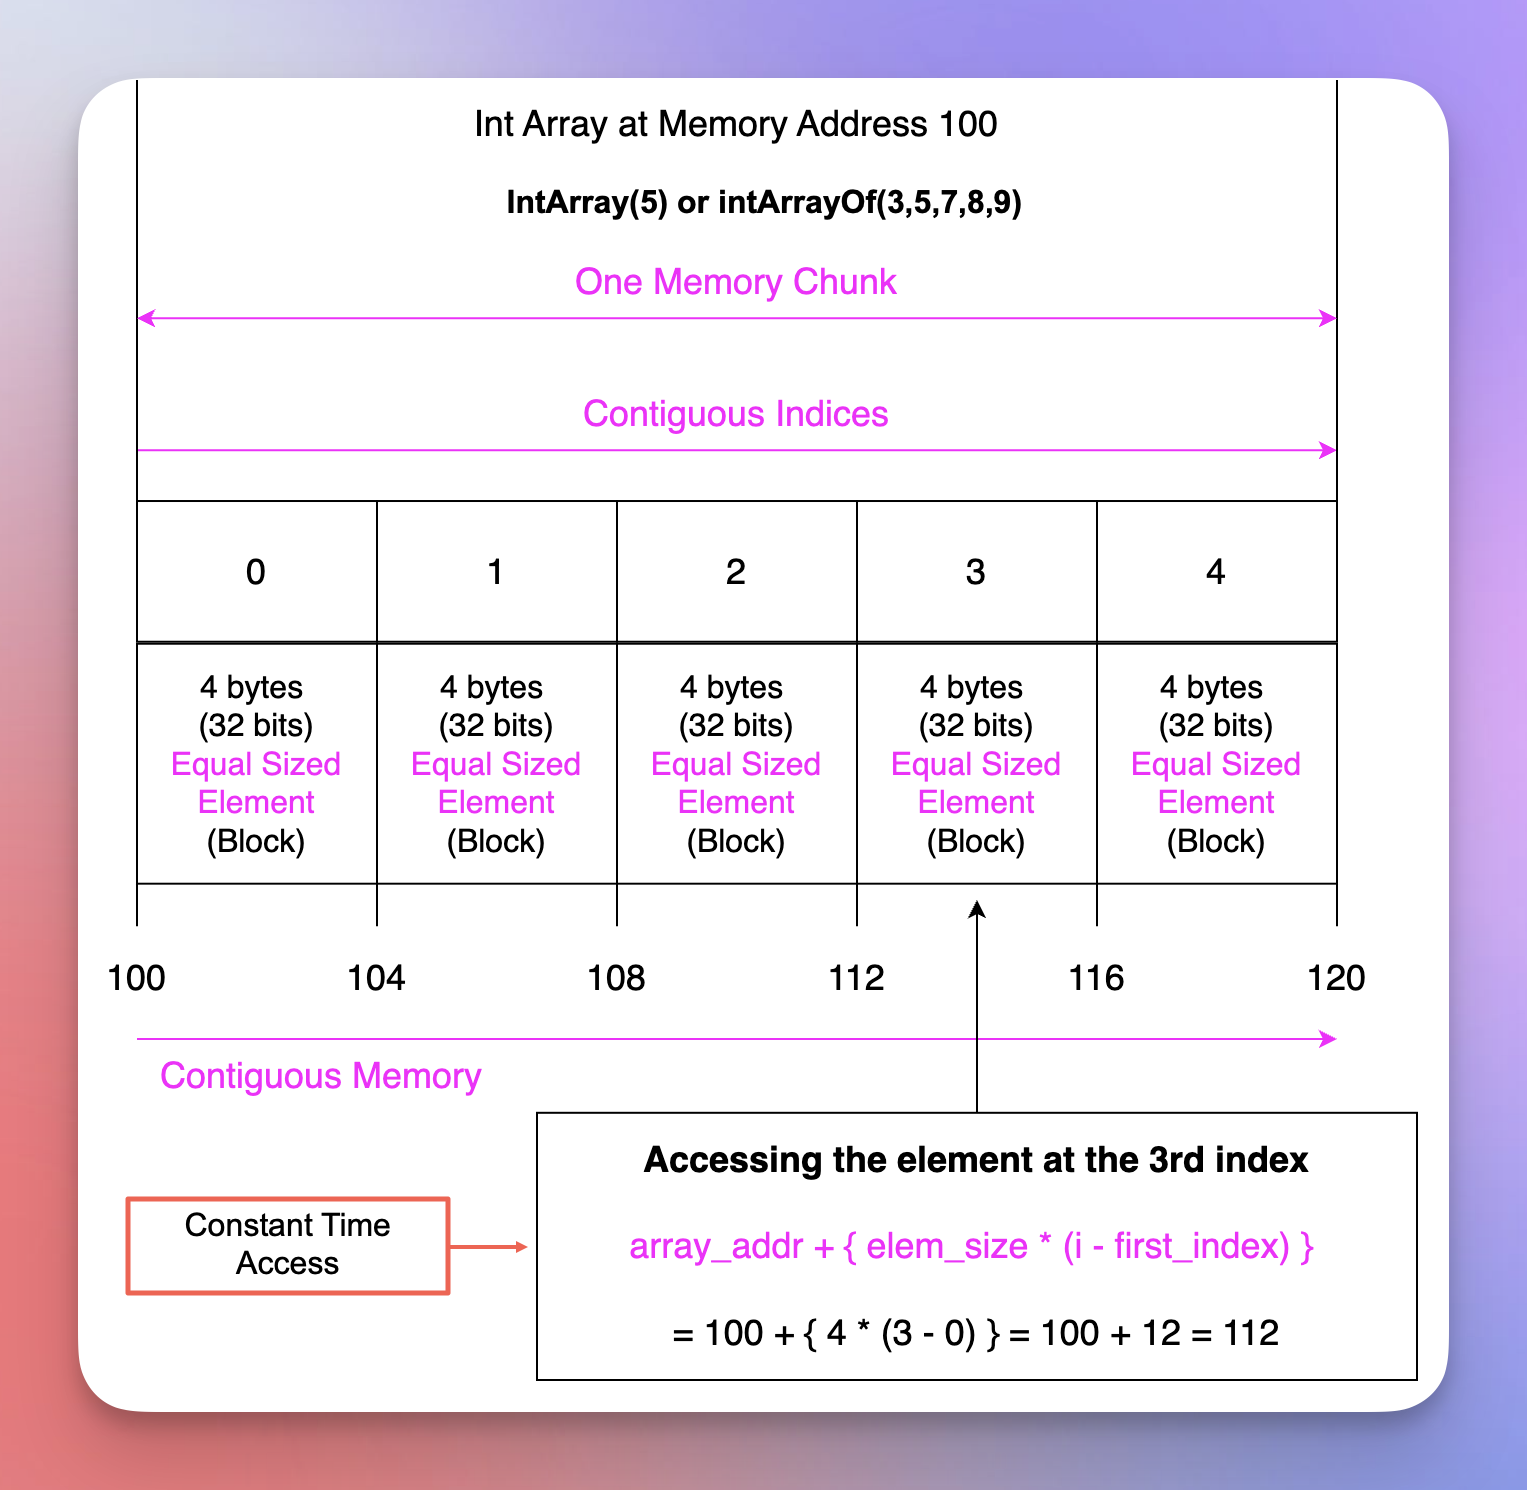 Int Array at Memory Address 100
IntArray(5) or intArrayOf(3,5,7,8,9)
One Memory Chunk
Contiguous Indices
0 1 2 3 4
4 bytes 4 bytes 4 bytes 4 bytes 4 bytes
(32 bits) (32 bits) (32 bits) (32 bits) (32 bits)
Equal Sized Equal Sized Equal Sized Equal Sized Equal Sized
Element Element Element Element Element
(Block) (Block) (Block) (Block) (Block)
100 104 108 112 116 120
Contiguous Memory
Constant Time
Access
Accessing the element at the 3rd index
array_addr + { elem_size * (i - first_index) }
= 100 + { 4 * (3 - 0) } = 100 + 12 = 112